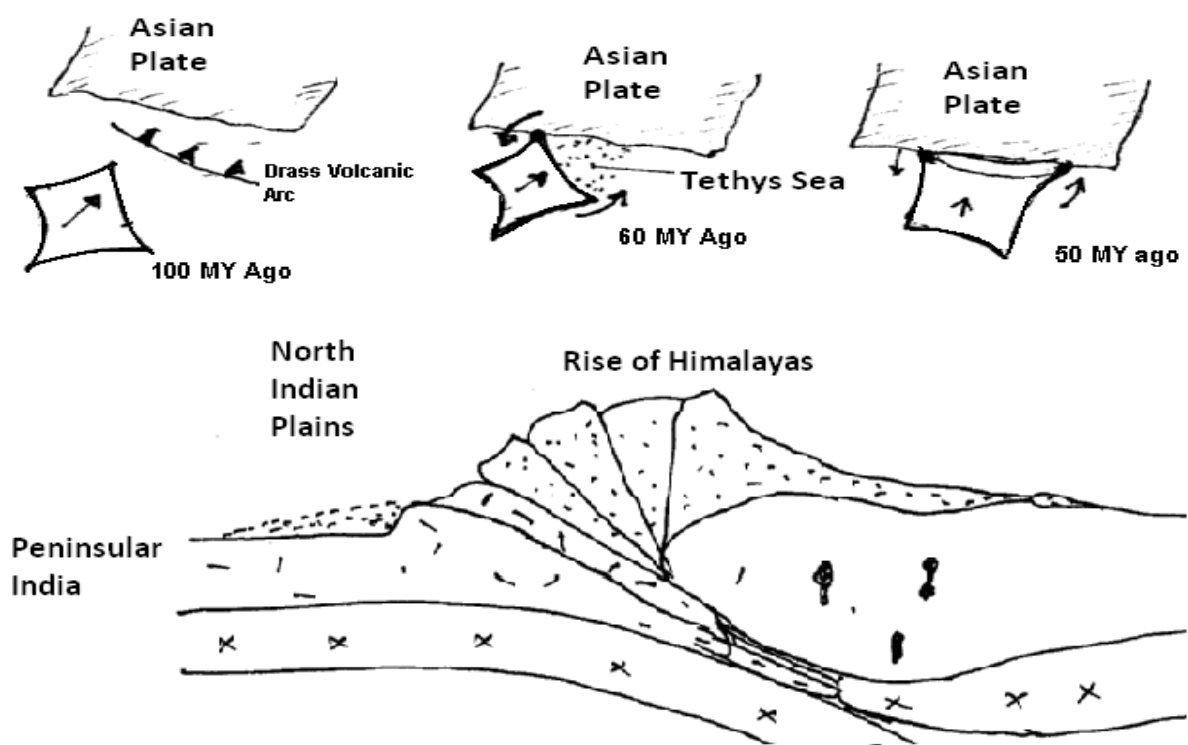 Asian
Plate
Drass Volcanic
Arc
100 MY Ago
Asian
Plate
Tethys Sea
60 MY Ago
Asian
Plate
50 MY ago
North
Indian
Plains
Rise of Himalayas
Peninsular
India